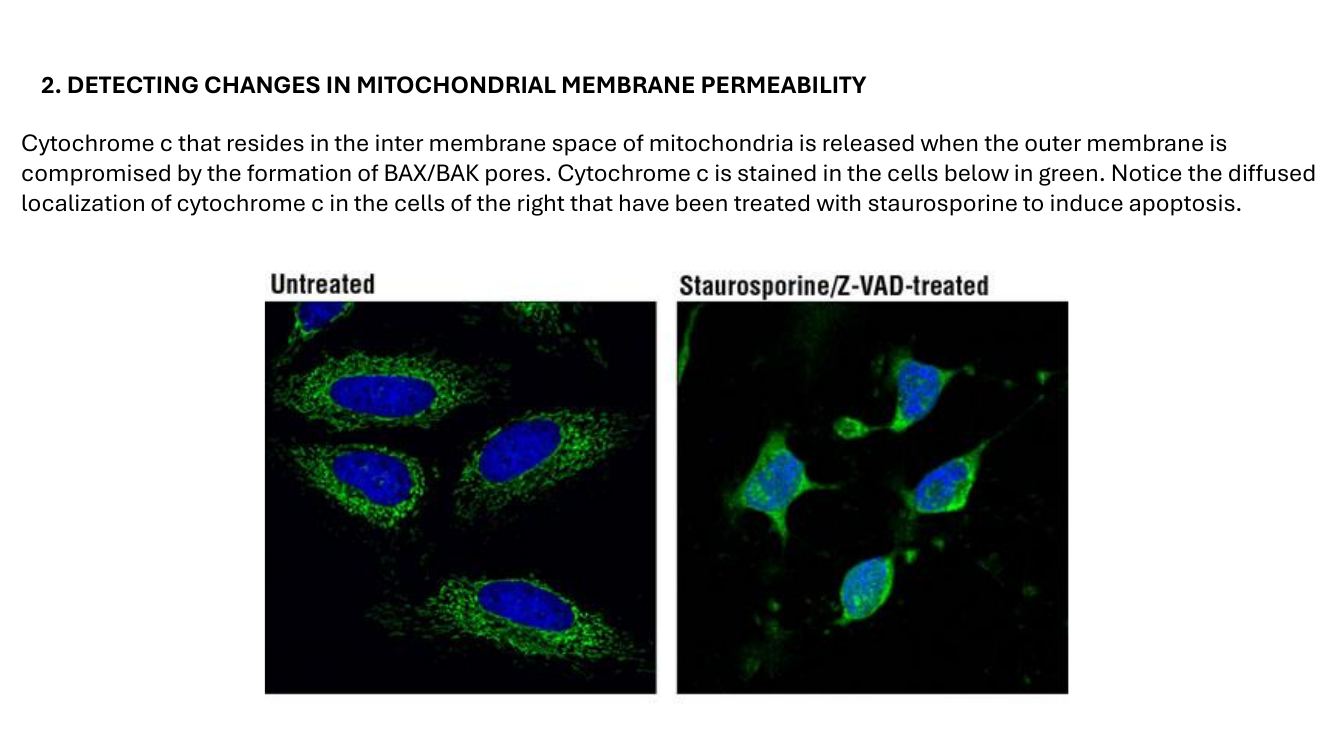 2. DETECTING CHANGES IN MITOCHONDRIAL MEMBRANE PERMEABILITY
Cytochrome c that resides in the inter membrane space of mitochondria is released when the outer membrane is
compromised by the formation of BAX/BAK pores. Cytochrome c is stained in the cells below in green. Notice the diffused
localization of cytochrome c in the cells of the right that have been treated with staurosporine to induce apoptosis.
Untreated
Staurosporine/Z-VAD-treated